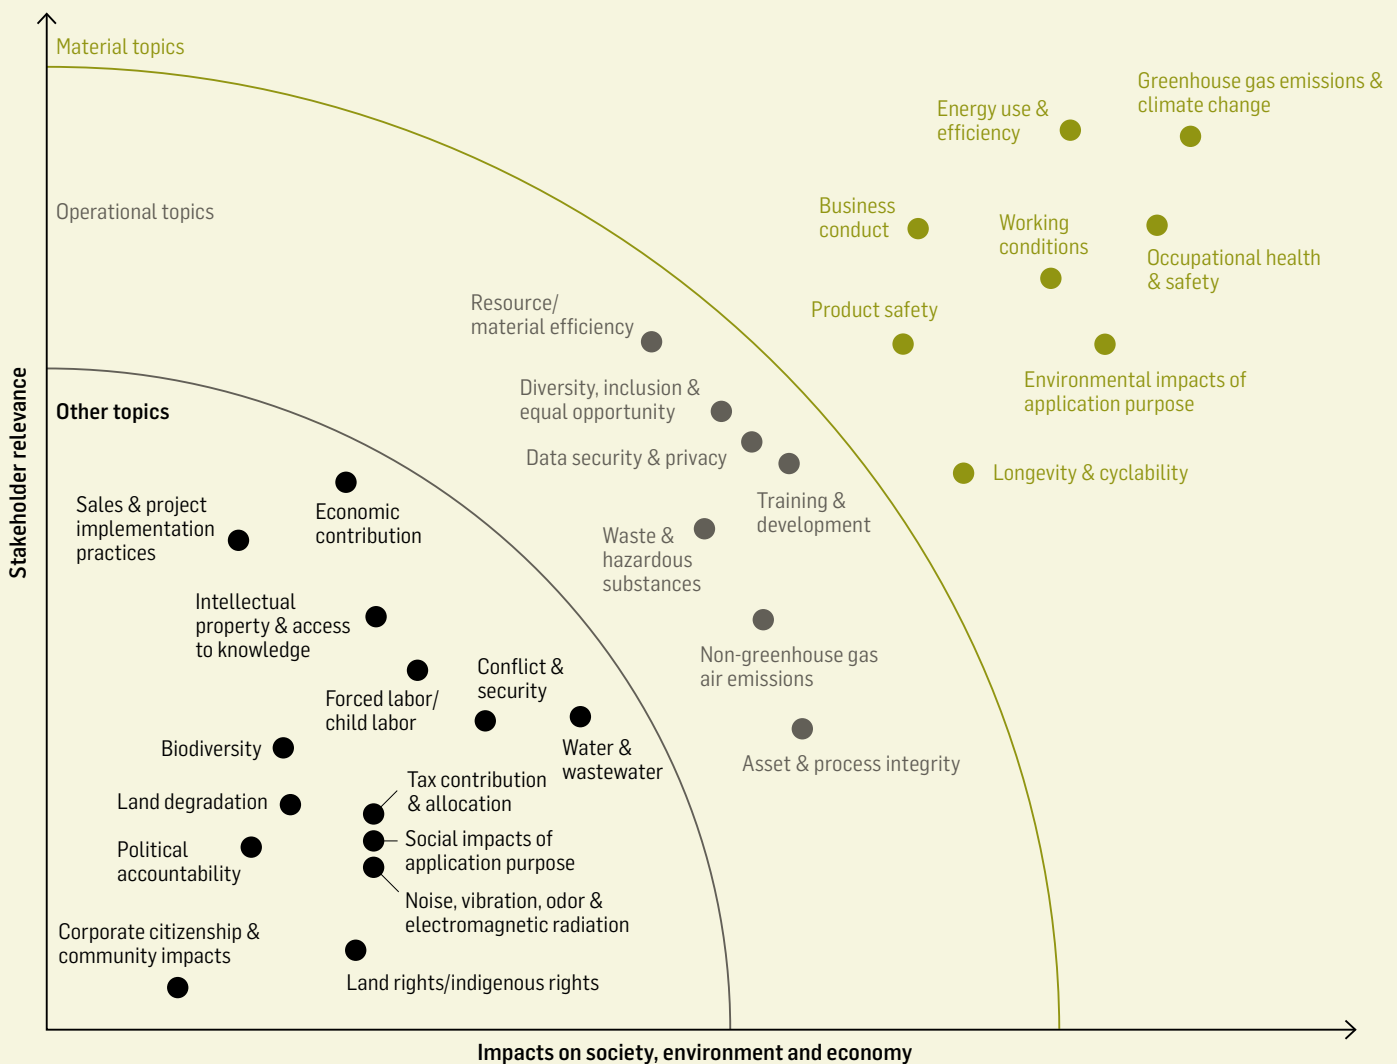 Material topics
Greenhouse gas emissions &
climate change
Energy use &
efficiency
Operational topics
Business
conduct
Working
conditions
Occupational health
& safety
Resource/
material efficiency
Product safety
Environmental impacts of
application purpose
Stakeholder relevance
Other topics
Diversity, inclusion &
equal opportunity
Data security & privacy
Longevity & cyclability
Training &
development
Sales & project
implementation
practices
Economic
contribution
Waste &
hazardous
substances
Intellectual
property & access
to knowledge
Non-greenhouse gas
air emissions
Conflict &
security
Forced labor/
child labor
Biodiversity
Water &
wastewater
Asset & process integrity
Tax contribution
& allocation
Land degradation
Social impacts of
application purpose
Political
accountability
Noise, vibration, odor &
electromagnetic radiation
Corporate citizenship &
community impacts
Land rights/indigenous rights
Impacts on society, environment and economy